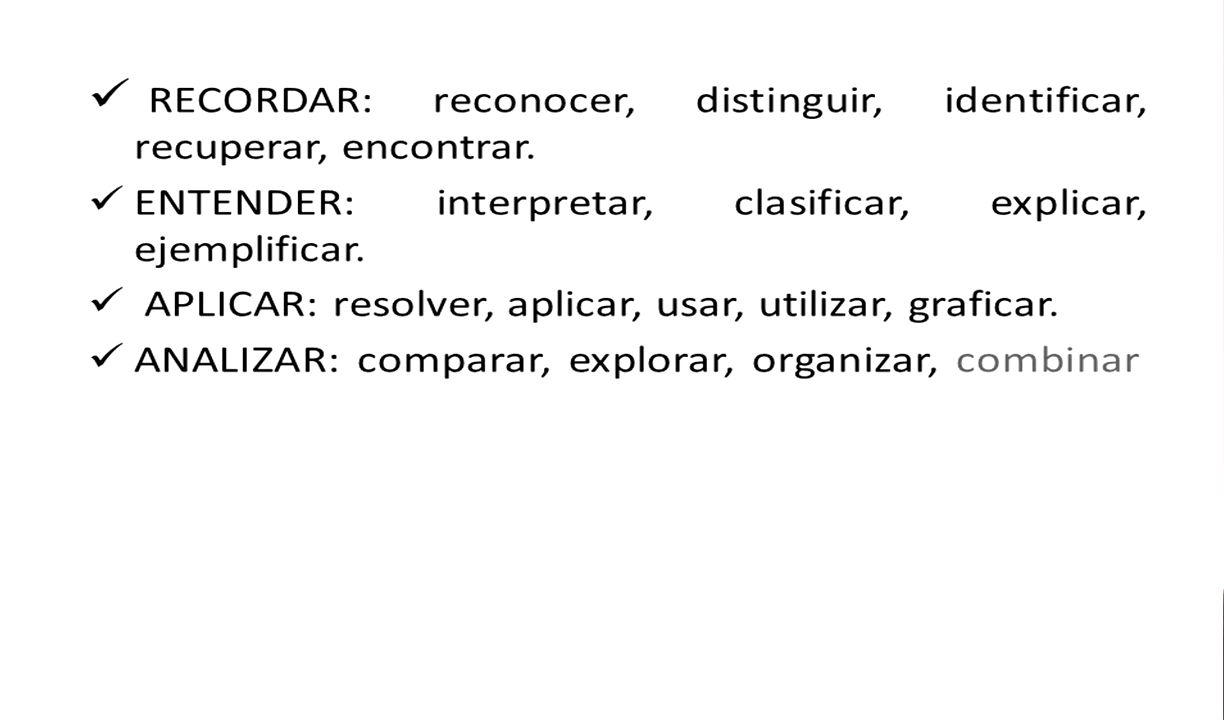 ✓ RECORDAR: reconocer, distinguir, identificar,
recuperar, encontrar.
✓ ENTENDER: interpretar, clasificar, explicar,
ejemplificar.
✓ APLICAR: resolver, aplicar, usar, utilizar, graficar.
✓ ANALIZAR: comparar, explorar, organizar, combinar